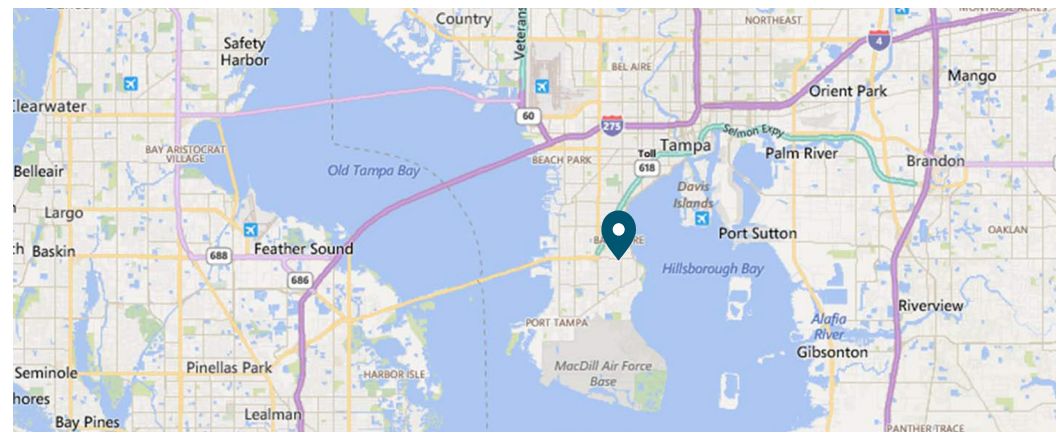 Country
NORTHEAST
Safety
Harbor
Veterans
4
BEL AIRE
Mango
Clearwater
Orient Park
60
275
Selmon Expy
BAY ARISTOCRAT
VILLAGE
Toll
Tampa
BEACH PARK
618
Palm River
Brandon
Belleair
Old Tampa Bay
Davis
Islands
Largo
Port Sutton
OAKLAN
Baskin
Feather Sound
688
686
Hillsborough Bay
Riverview
Alafia
River
PORT TAMPA
Gibsonton
Seminole
Pinellas Park
HARBOR ISLE
MacDill Air Force
Base
hores
Lealman
Bay Pines
PANTHER TRACE